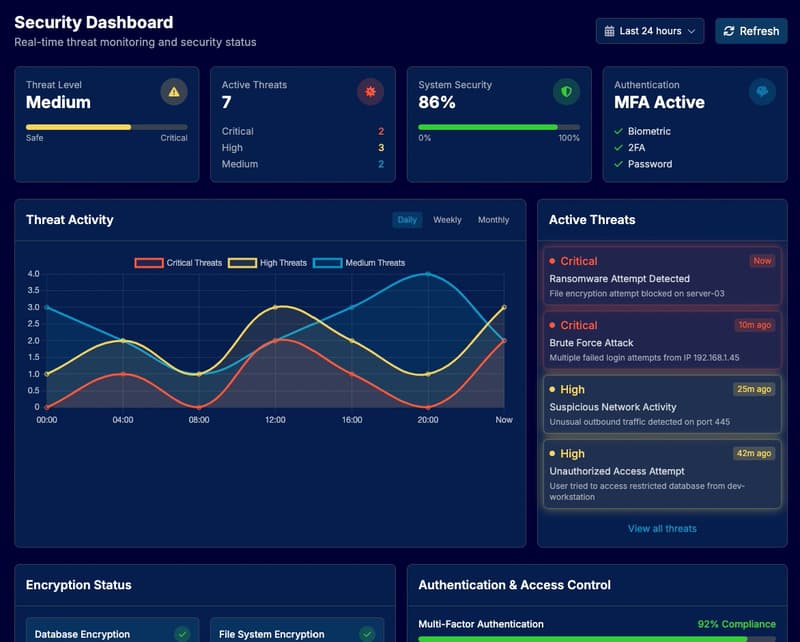 Security Dashboard
Real-time threat monitoring and security status
Last 24 hours
Refresh
Threat Level
Medium
Safe
Critical
Active Threats
7
Critical 2
High 3
Medium 2
System Security
86%
0%
100%
Authentication
MFA Active
Biometric
2FA
Password
Threat Activity
Daily
Weekly
Monthly
Critical Threats
High Threats
Medium Threats
4.0
3.5
3.0
2.5
2.0
1.5
1.0
0.5
0
00:00
04:00
08:00
12:00
16:00
20:00
Now
Active Threats
Critical
Now
Ransomware Attempt Detected
File encryption attempt blocked on server-03
Critical
10m ago
Brute Force Attack
Multiple failed login attempts from IP 192.168.1.45
High
25m ago
Suspicious Network Activity
Unusual outbound traffic detected on port 445
High
42m ago
Unauthorized Access Attempt
User tried to access restricted database from dev-
workstation
View all threats
Encryption Status
Database Encryption
File System Encryption
Authentication & Access Control
Multi-Factor Authentication
92% Compliance